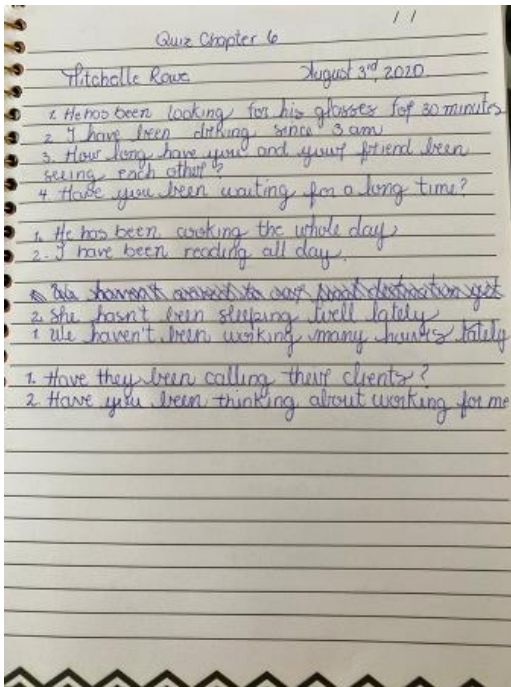 / /
Quiz Chapter 6
August 3rd, 2020
1. He has been looking for his glasses for 30 minutes
2. I have been driving since 3 am
3. How long have you and your friend been
seeing each other?
4. Have you been waiting for a long time?
1. He has been working the whole day
2. I have been reading all day.
2. She hasn't been sleeping well lately
1. We haven't been working many hours lately
1. Have they been calling their clients?
2. Have you been thinking about working for me